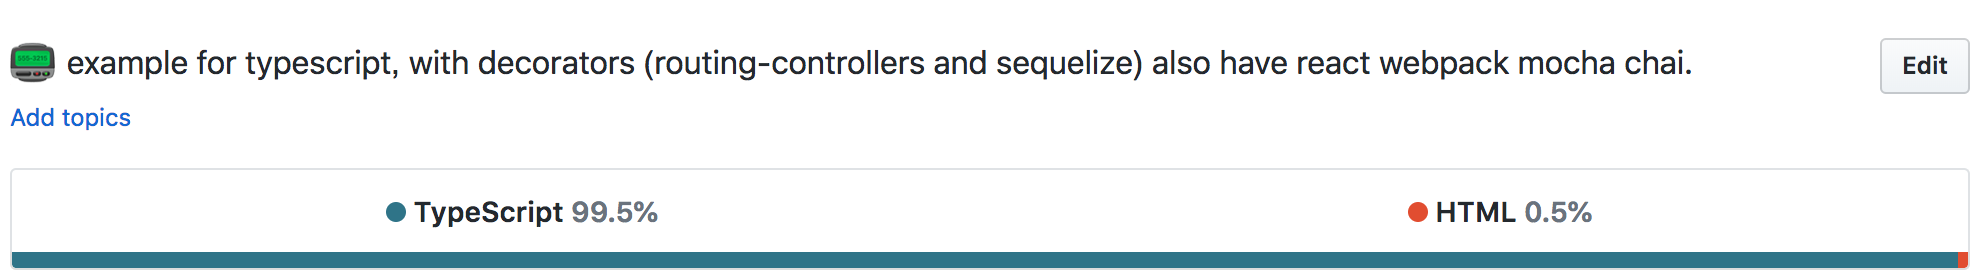 example for typescript, with decorators (routing-controllers and sequelize) also have react webpack mocha chai.
Edit
Add topics
TypeScript 99.5%
HTML 0.5%